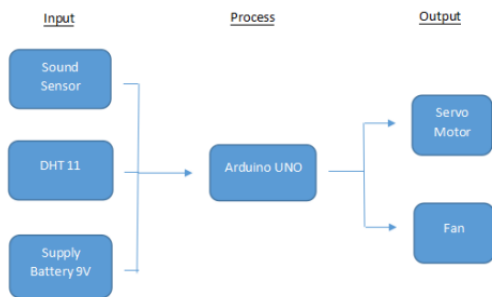 Input
Process
Output
Sound
Sensor
DHT 11
Supply
Battery 9V
Arduino UNO
Servo
Motor
Fan